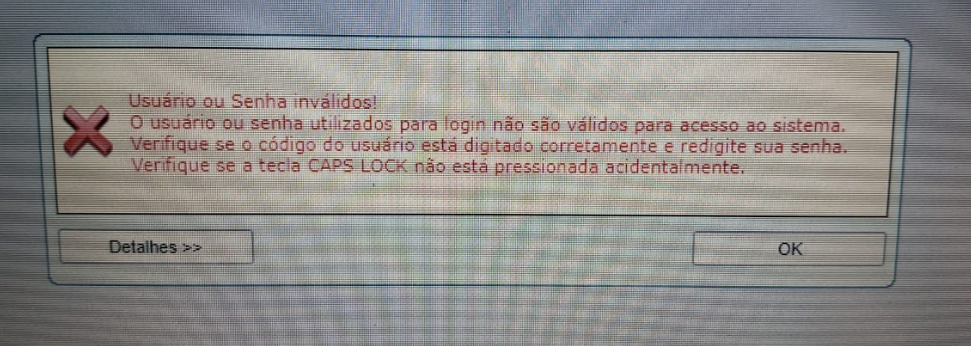 Usuário ou Senha inválidos!
O usuário ou senha utilizados para login não são válidos para acesso ao sistema.
Verifique se o código do usuário está digitado corretamente e redigite sua senha.
Verifique se a tecla CAPS LOCK não está pressionada acidentalmente.
Detalhes >>
OK